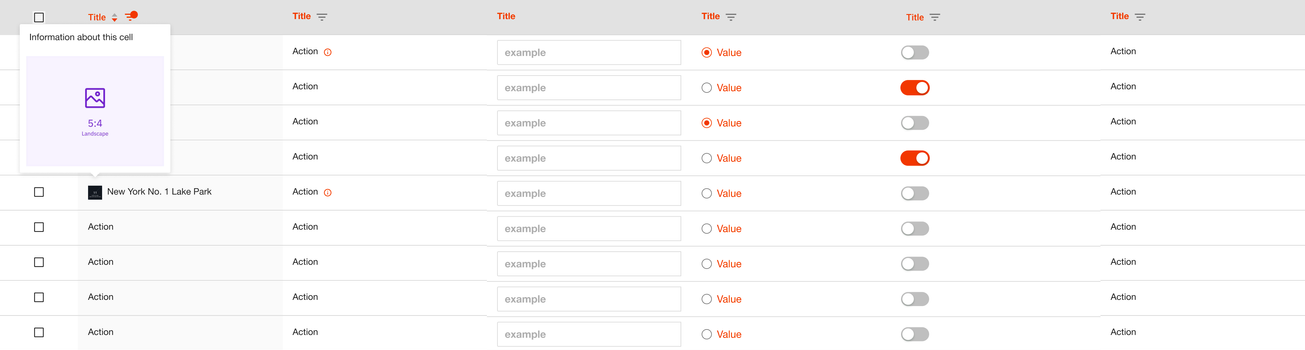 Title Title Title Title Title Title
Information about this cell
5:4
Landscape
Action example Value Action
Action example Value Action
Action example Value Action
Action example Value Action
New York No. 1 Lake Park Action example Value Action
Action Action example Value Action
Action Action example Value Action
Action Action example Value Action
Action Action example Value Action